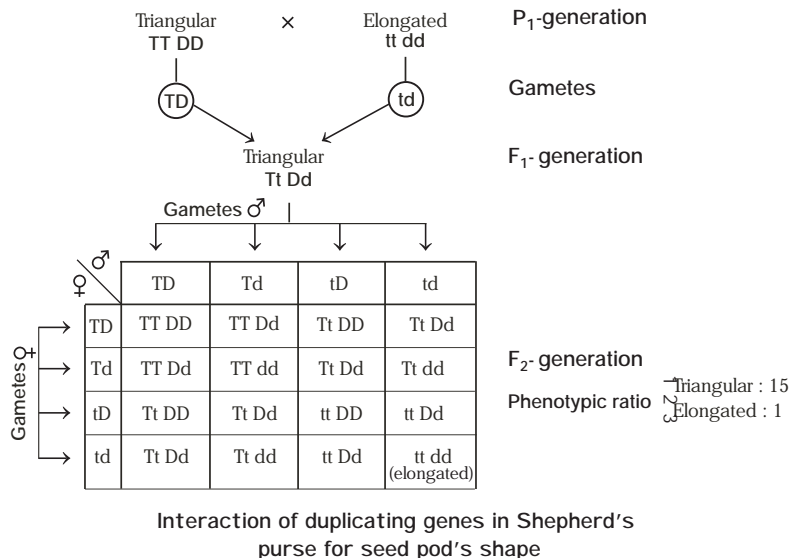 Triangular × Elongated P1-generation
TT DD tt dd
TD td Gametes
Triangular F1- generation
Tt Dd
Gametes ♂
♀ ♂ TD Td tD td
Gametes ♀
TD TT DD TT Dd Tt DD Tt Dd
Td TT Dd TT dd Tt Dd Tt dd
tD Tt DD Tt Dd tt DD tt Dd
td Tt Dd Tt dd tt Dd tt dd
(elongated)
F2- generation
Phenotypic ratio 1 2 3 Triangular : 15
Elongated : 1
Interaction of duplicating genes in Shepherd's
purse for seed pod's shape